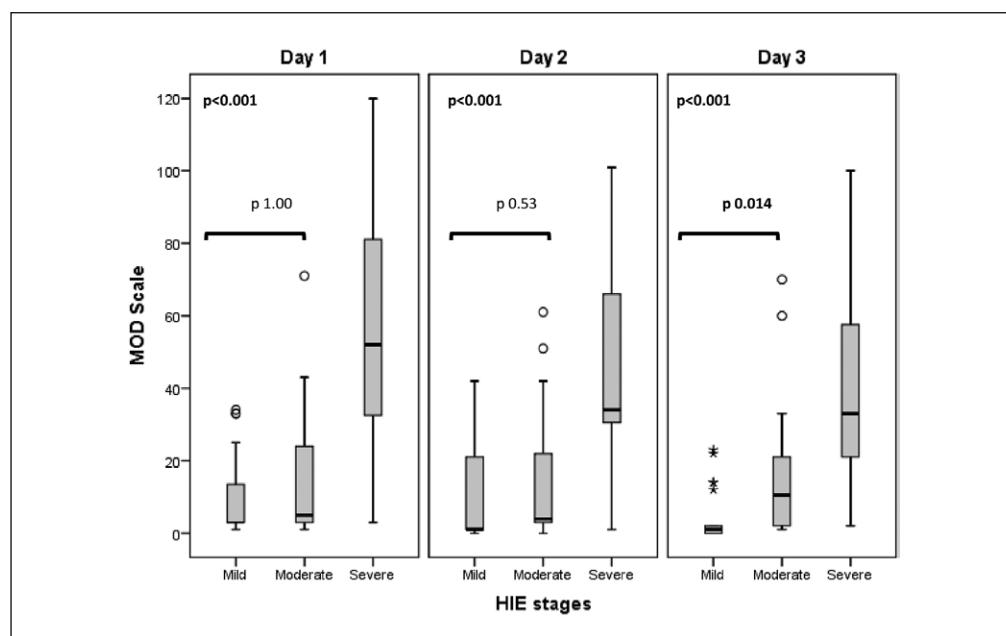 Day 1 Day 2 Day 3
p<0.001 p<0.001 p<0.001
p 1.00 p 0.53 p 0.014
MOD Scale
120
100
80
60
40
20
0
Mild Moderate Severe Mild Moderate Severe Mild Moderate Severe
HIE stages